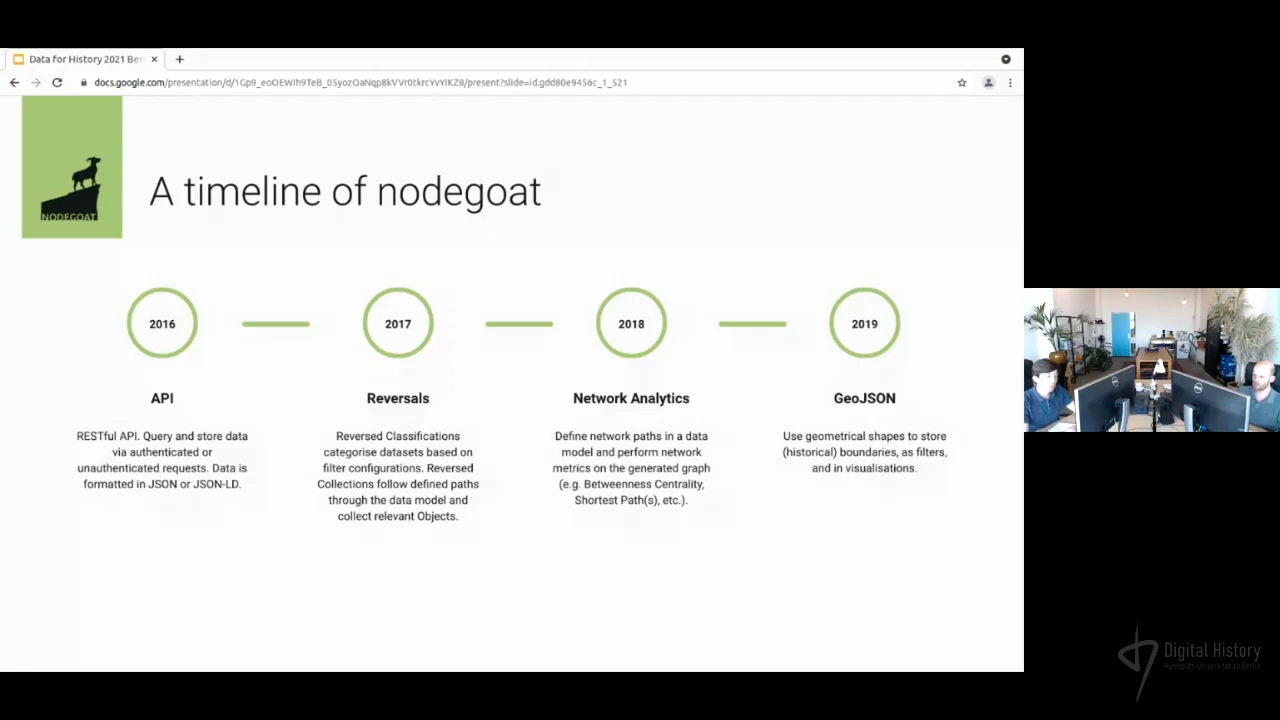 Data for History 2021 Ber
docs.google.com/presentation/d/1Gp9_eoOEWIh9TeB_05yozOaNqp8kVVr0tkrcYvYIKZ8/present?slide=id.gdd80e9456c_1_521
NODEGOAT
A timeline of nodegoat
2016
2017
2018
2019
API
Reversals
Network Analytics
GeoJSON
RESTful API. Query and store data
via authenticated or
unauthenticated requests. Data is
formatted in JSON or JSON-LD.
Reversed Classifications
categorise datasets based on
filter configurations. Reversed
Collections follow defined paths
through the data model and
collect relevant Objects.
Define network paths in a data
model and perform network
metrics on the generated graph
(e.g. Betweenness Centrality,
Shortest Path(s), etc.).
Use geometrical shapes to store
(historical) boundaries, as filters,
and in visualisations.
Digital History
Humboldt-Universität zu Berlin